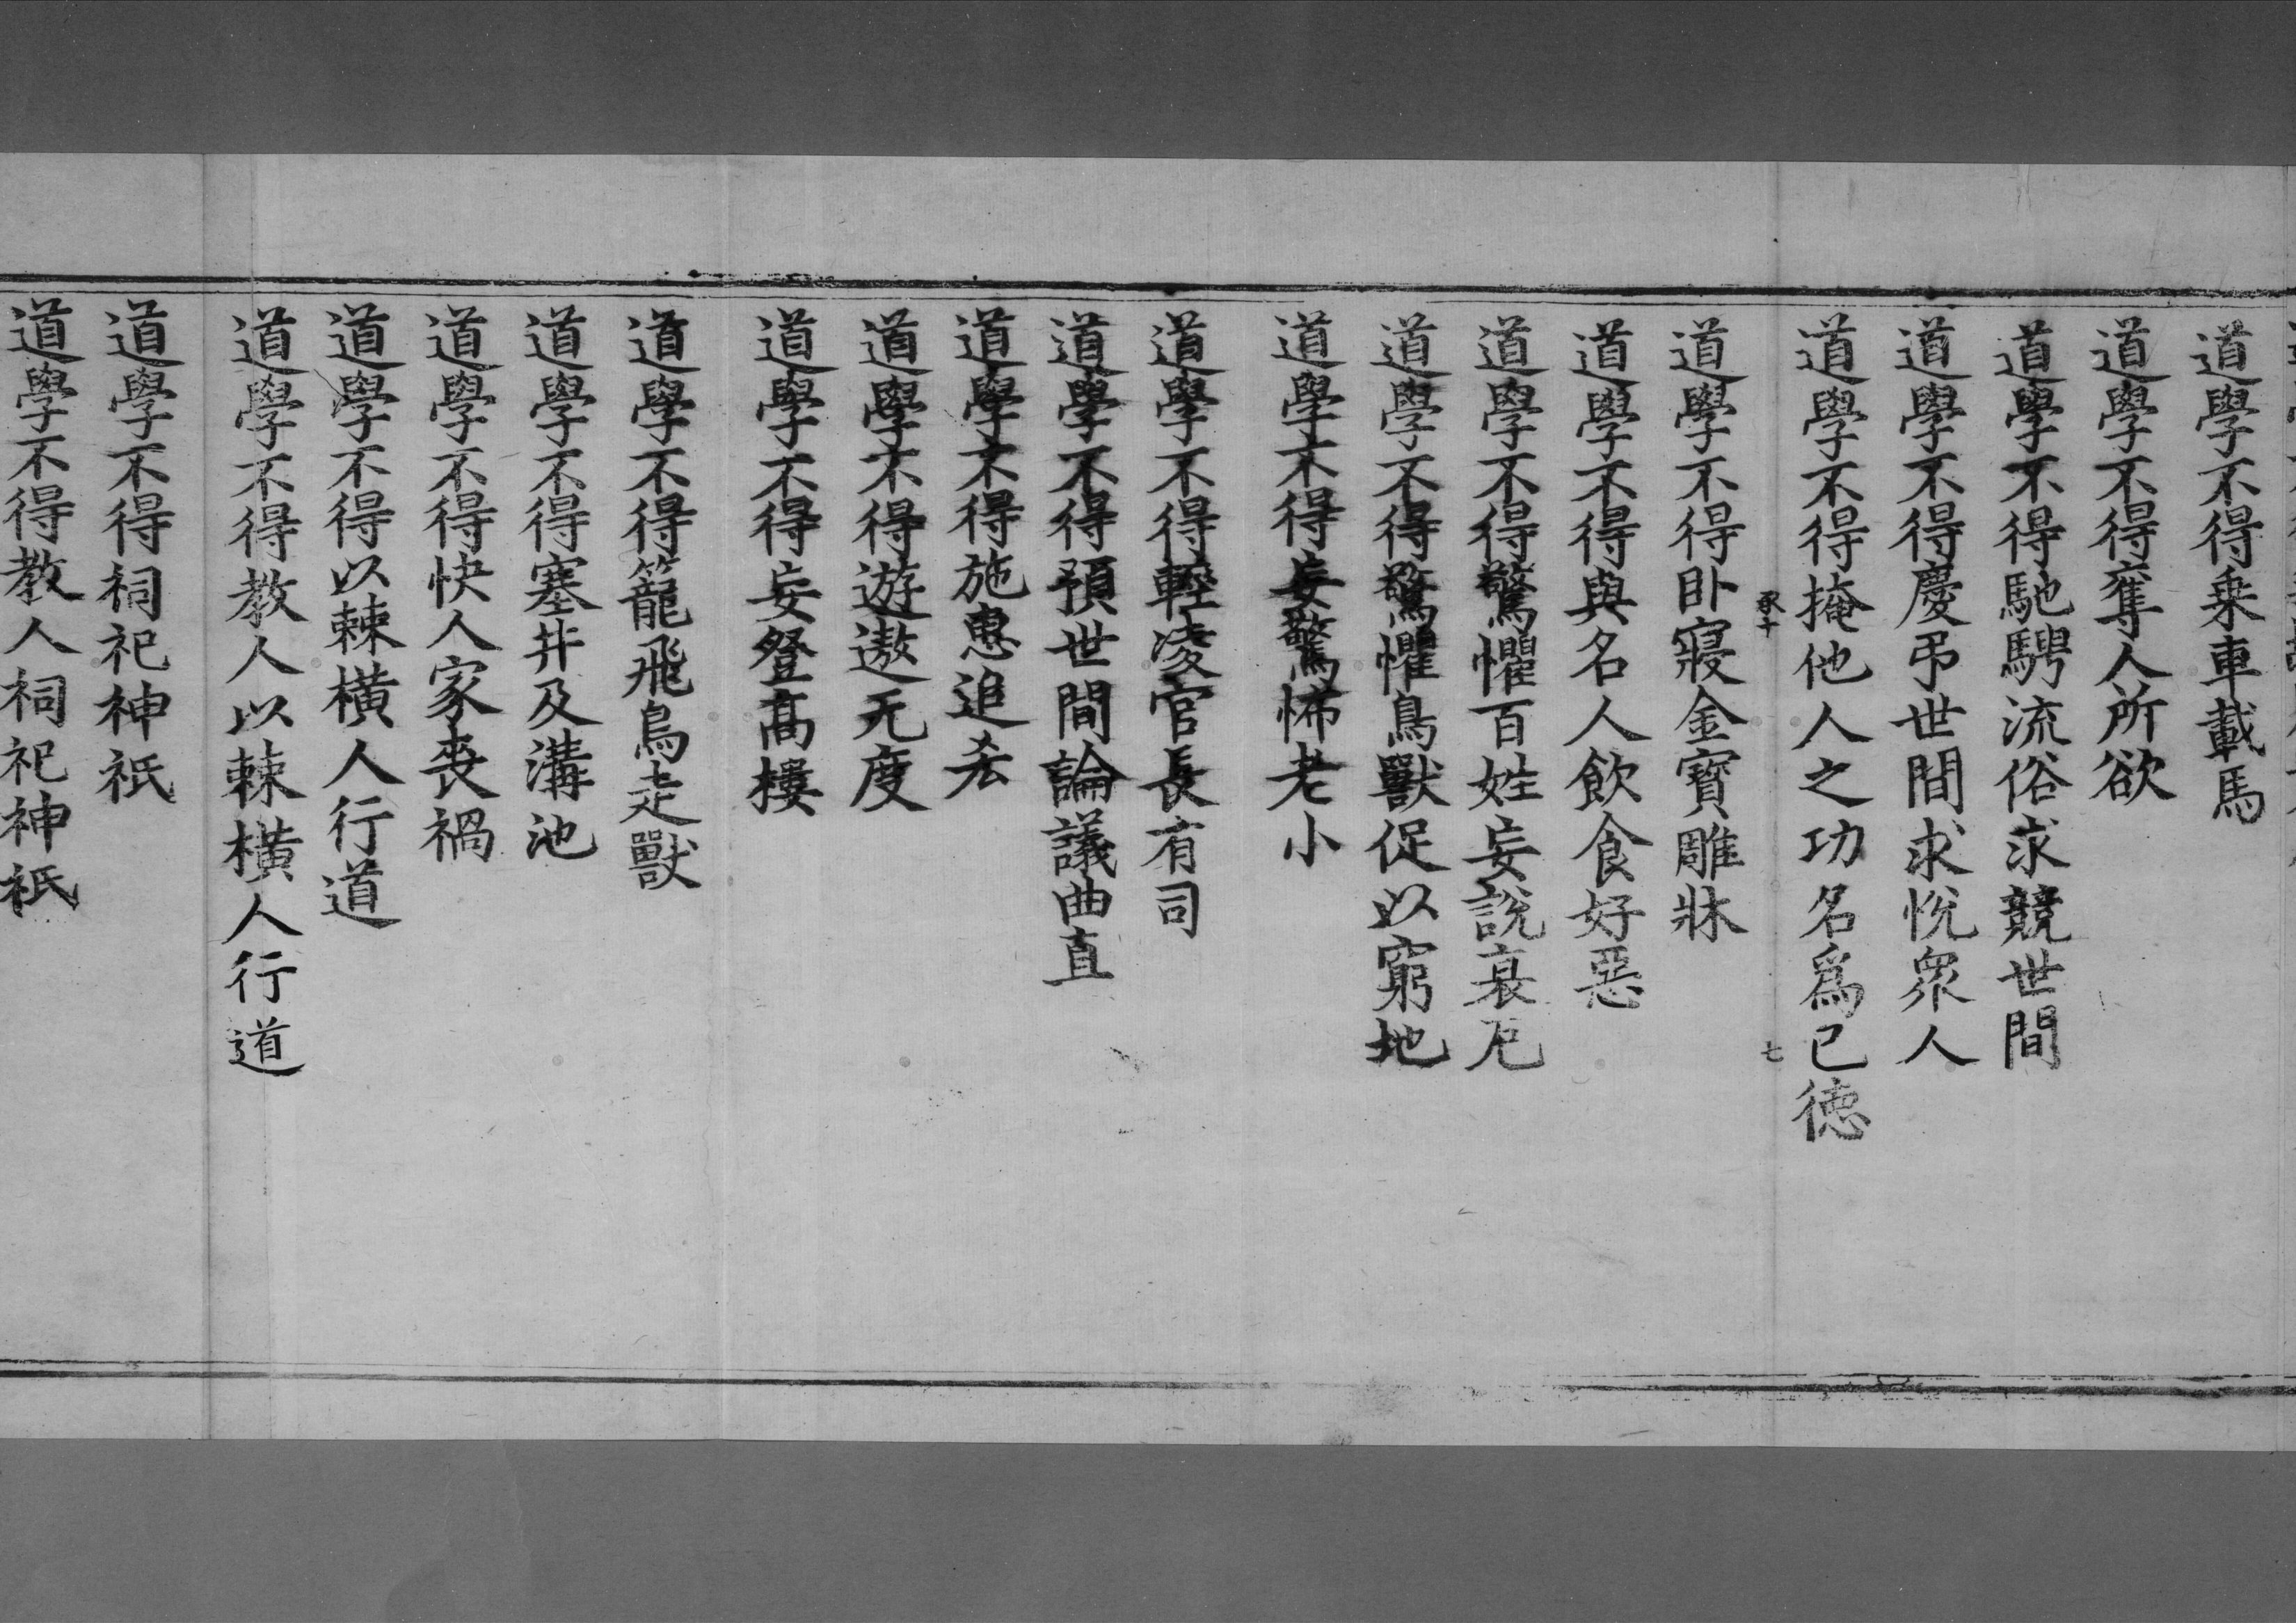 道學不得乗車載馬
道學不得奪人所欲
道學不得馳騁流俗求競世間
道學不得慶弔世間求悅衆人
道學不得掩他人之功名爲己德
承十 七
道學不得卧寢金寶雕牀
道學不得與名人飲食好惡
道學不得驚懼百姓妄説衰厄
道學不得驚懼鳥獸促以窮地
道學不得妄驚怖老小
道學不得輕凌官長有司
道學不得預世間論議曲直
道學不得施惠追㳟
道學不得遊遨无度
道學不得妄登髙樓
道學不得籠飛鳥走獸
道學不得塞井及溝池
道學不得快人家喪禍
道學不得以棘橫人行道
道學不得教人以棘橫人行道
道學不得祠祀神祇
道學不得教人祠祀神祇